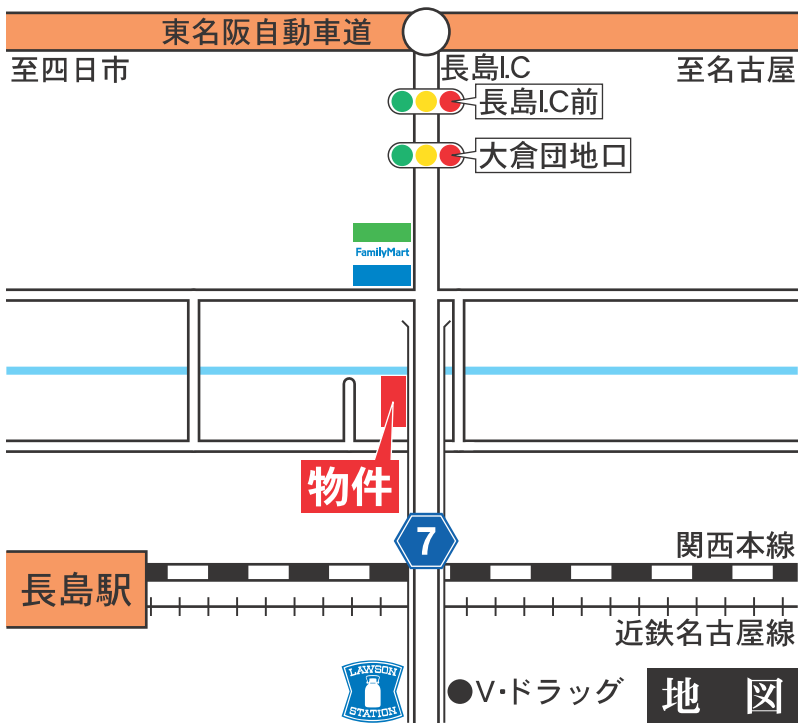 東名阪自動車道
至四日市
長島I.C
至名古屋
長島I.C前
大倉団地口
FamilyMart
物件
7
関西本線
長島駅
近鉄名古屋線
LAWSON
STATION
●V・ドラッグ
地 図